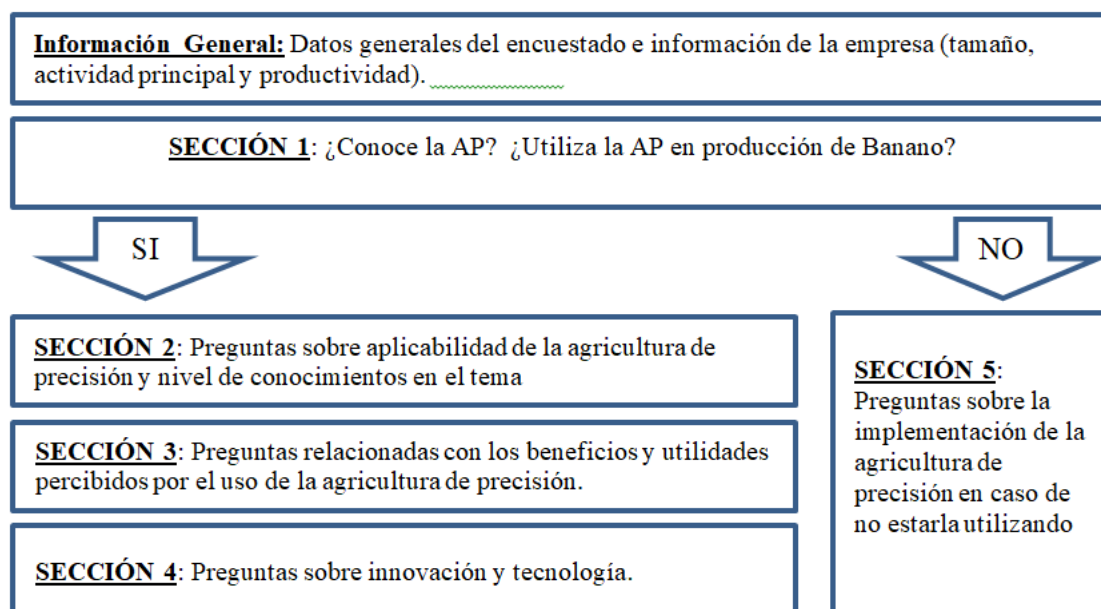 Información General: Datos generales del encuestado e información de la empresa (tamaño,
actividad principal y productividad).
SECCIÓN 1: ¿Conoce la AP? ¿Utiliza la AP en producción de Banano?
SI
NO
SECCIÓN 2: Preguntas sobre aplicabilidad de la agricultura de
precisión y nivel de conocimientos en el tema
SECCIÓN 3: Preguntas relacionadas con los beneficios y utilidades
percibidos por el uso de la agricultura de precisión.
SECCIÓN 4: Preguntas sobre innovación y tecnología.
SECCIÓN 5:
Preguntas sobre la
implementación de la
agricultura de
precisión en caso de
no estarla utilizando